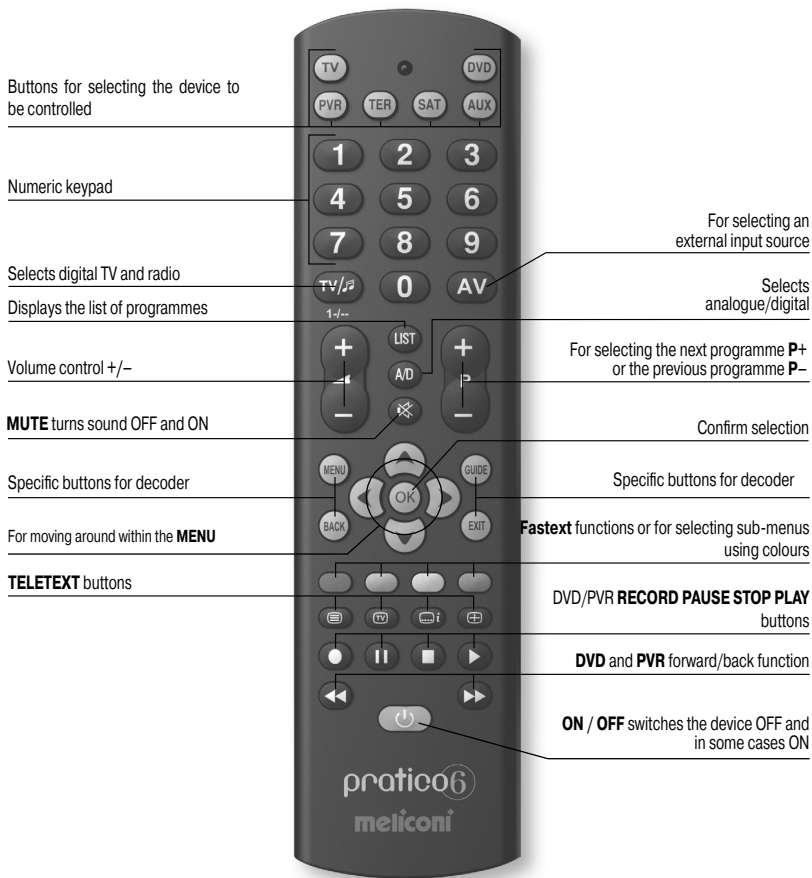 Buttons for selecting the device to
be controlled
Numeric keypad
Selects digital TV and radio
Displays the list of programmes
Volume control +/−
MUTE turns sound OFF and ON
Specific buttons for decoder
For moving around within the MENU
TELETEXT buttons
TV
DVD
PVR TER SAT AUX
1 2 3
4 5 6
7 8 9
TV/♫ 0 AV
1-/--
LIST
+ +
A/D
P
− −
MENU GUIDE
OK
BACK EXIT
TV i
pratico6
meliconi
For selecting an
external input source
Selects
analogue/digital
For selecting the next programme P+
or the previous programme P−
Confirm selection
Specific buttons for decoder
Fastext functions or for selecting sub-menus
using colours
DVD/PVR RECORD PAUSE STOP PLAY
buttons
DVD and PVR forward/back function
ON / OFF switches the device OFF and
in some cases ON